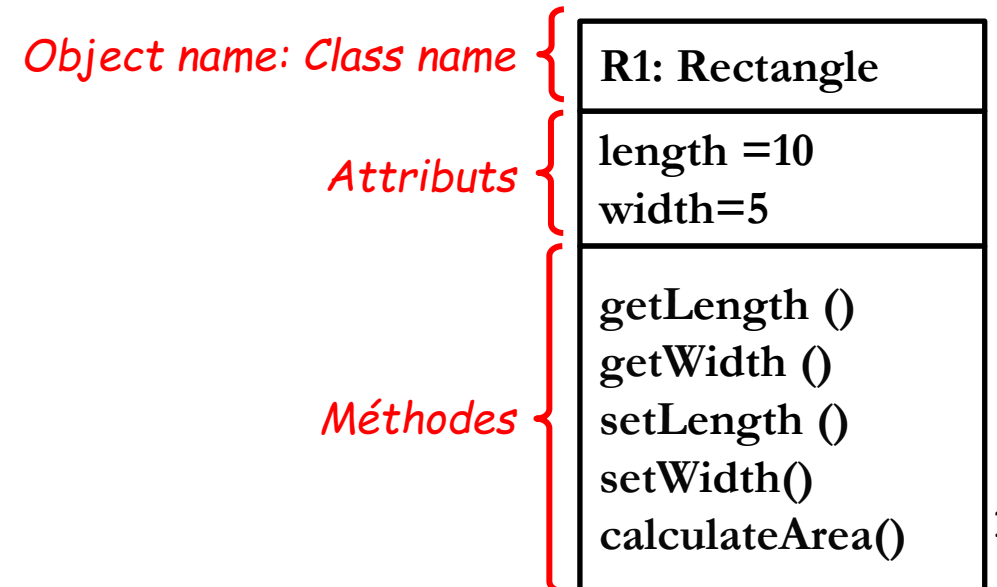 Object name: Class name
R1: Rectangle
Attributs
length =10
width=5
Méthodes
getLength ()
getWidth ()
setLength ()
setWidth()
calculateArea()